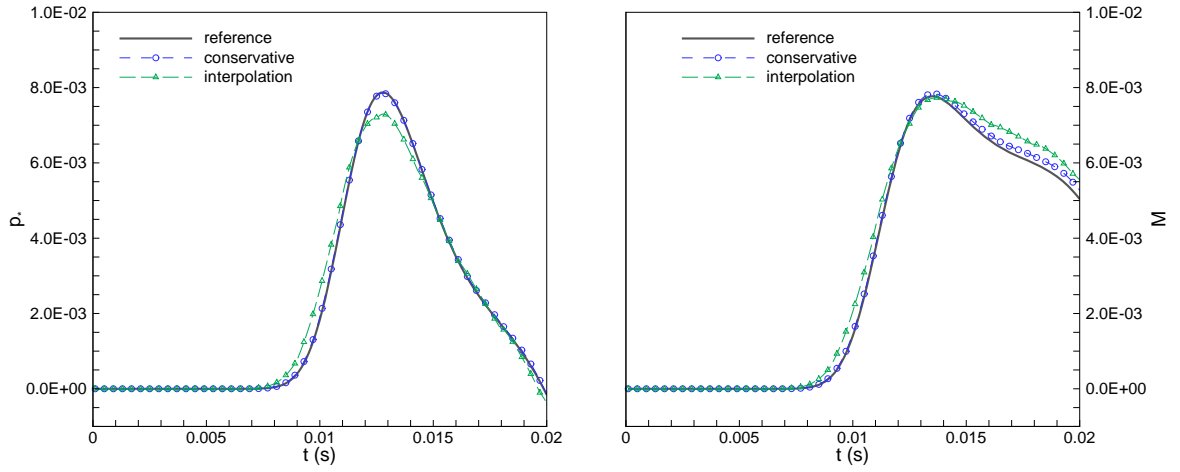 1.0E-02
8.0E-03
6.0E-03
4.0E-03
2.0E-03
0.0E+00
p*
reference
conservative
interpolation
0 0.005 0.01 0.015 0.02
t (s)
reference
conservative
interpolation
1.0E-02
8.0E-03
6.0E-03
4.0E-03
2.0E-03
0.0E+00
M
0 0.005 0.01 0.015 0.02
t (s)